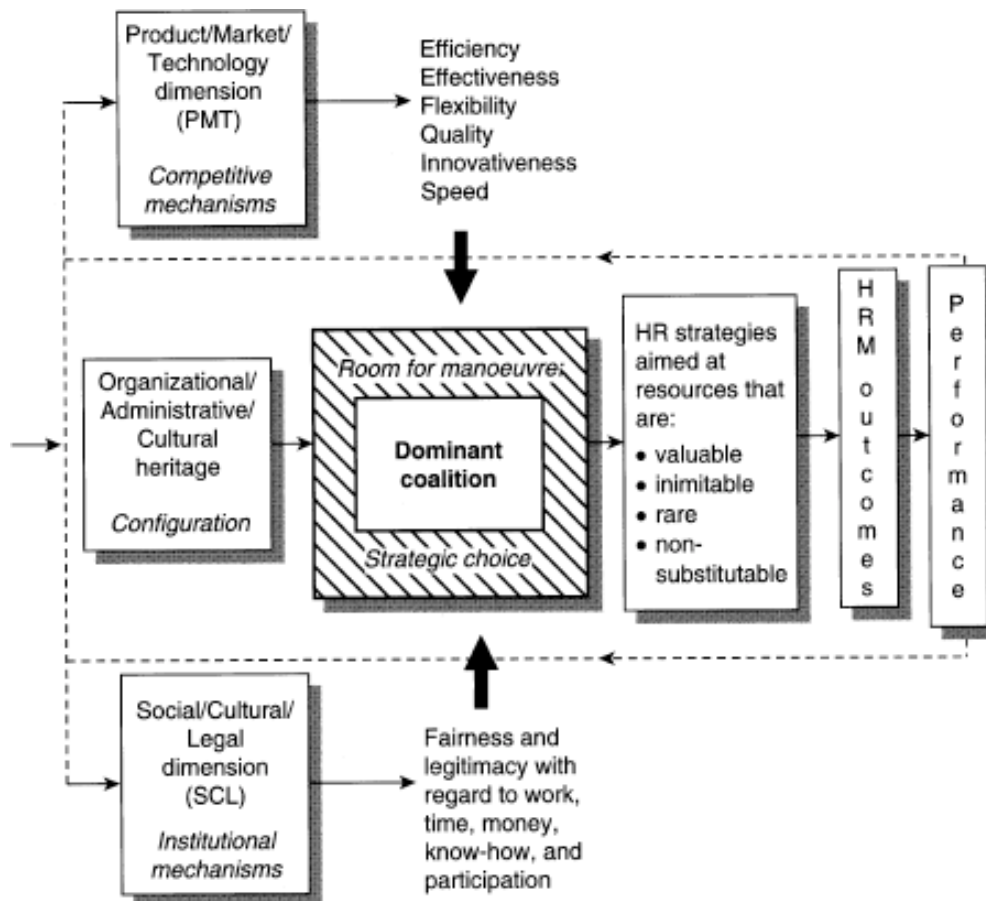 Product/Market/
Technology
dimension
(PMT)
Competitive
mechanisms
Efficiency
Effectiveness
Flexibility
Quality
Innovativeness
Speed
Organizational/
Administrative/
Cultural
heritage
Configuration
Room for manoeuvre:
Dominant
coalition
Strategic choice
HR strategies
aimed at
resources that
are:
• valuable
• inimitable
• rare
• non-
substitutable
HRM outcomes
Performance
Social/Cultural/
Legal
dimension
(SCL)
Institutional
mechanisms
Fairness and
legitimacy with
regard to work,
time, money,
know-how, and
participation